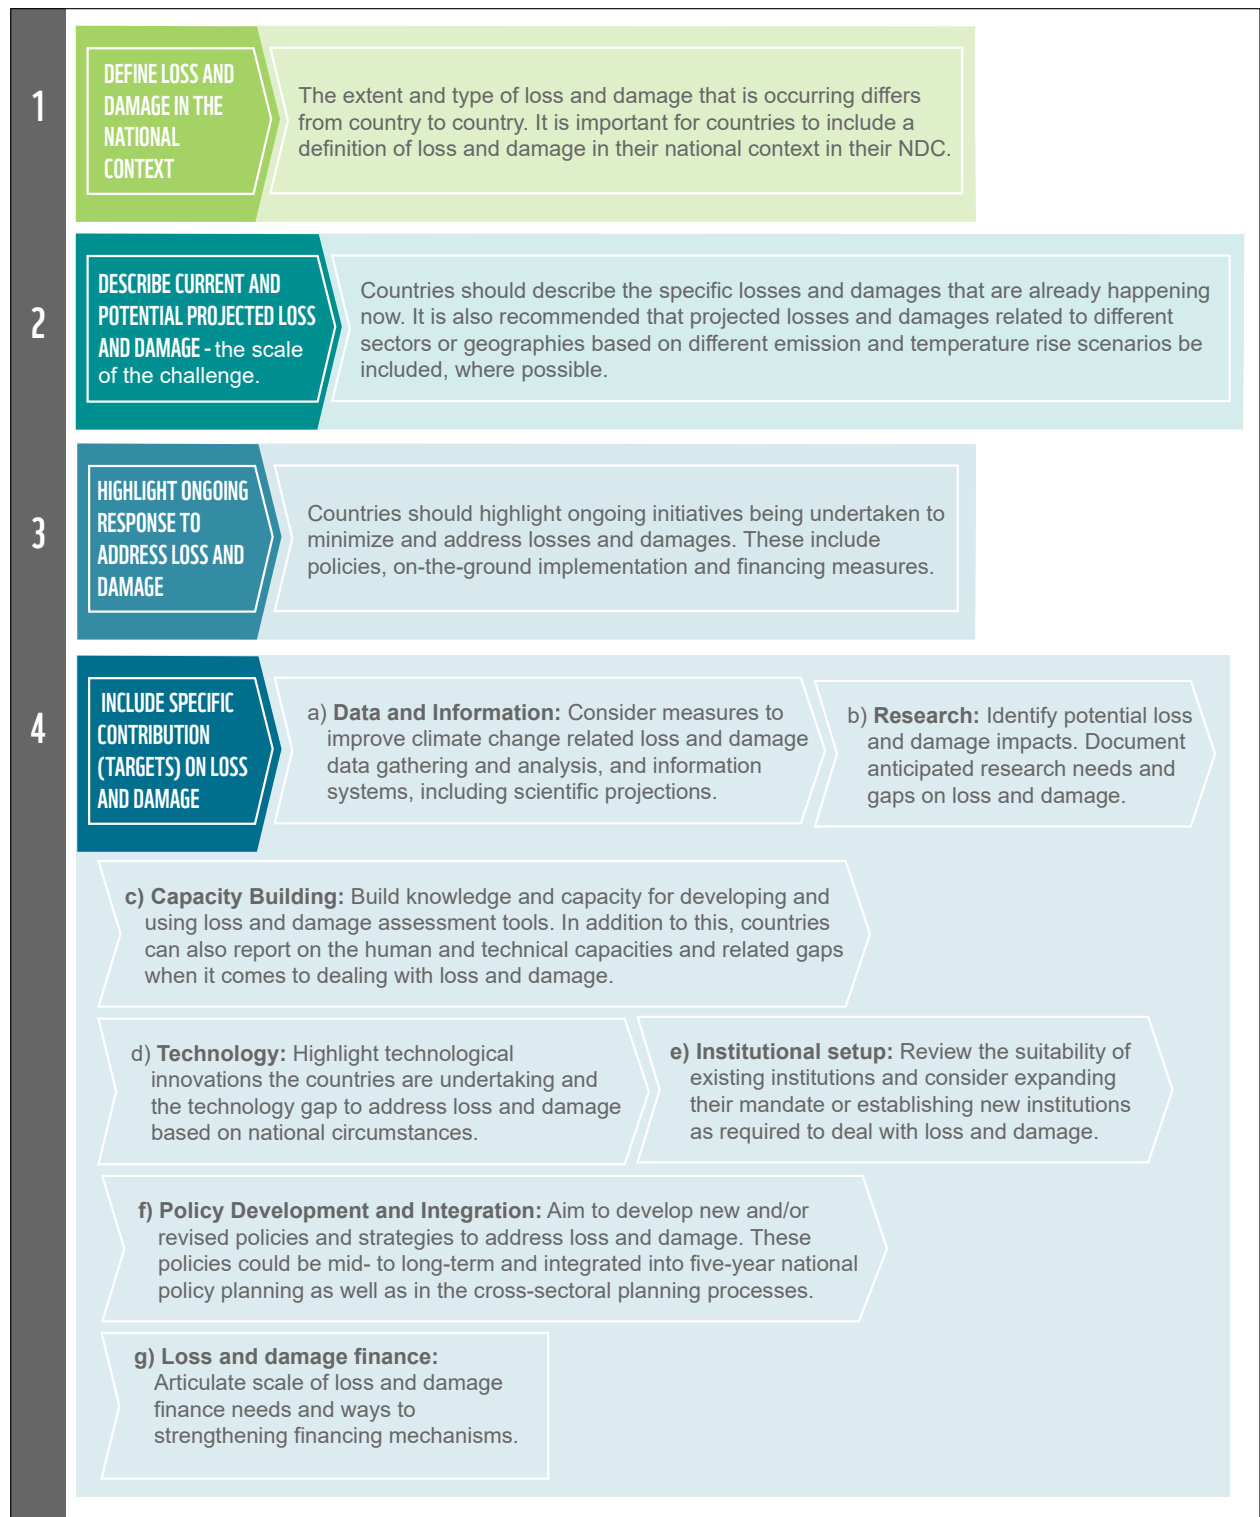 1
DEFINE LOSS AND
DAMAGE IN THE
NATIONAL
CONTEXT
The extent and type of loss and damage that is occurring differs
from country to country. It is important for countries to include a
definition of loss and damage in their national context in their NDC.
2
DESCRIBE CURRENT AND
POTENTIAL PROJECTED LOSS
AND DAMAGE - the scale
of the challenge.
Countries should describe the specific losses and damages that are already happening
now. It is also recommended that projected losses and damages related to different
sectors or geographies based on different emission and temperature rise scenarios be
included, where possible.
3
HIGHLIGHT ONGOING
RESPONSE TO
ADDRESS LOSS AND
DAMAGE
Countries should highlight ongoing initiatives being undertaken to
minimize and address losses and damages. These include
policies, on-the-ground implementation and financing measures.
4
INCLUDE SPECIFIC
CONTRIBUTION
(TARGETS) ON LOSS
AND DAMAGE
a) Data and Information: Consider measures to
improve climate change related loss and damage
data gathering and analysis, and information
systems, including scientific projections.
b) Research: Identify potential loss
and damage impacts. Document
anticipated research needs and
gaps on loss and damage.
c) Capacity Building: Build knowledge and capacity for developing and
using loss and damage assessment tools. In addition to this, countries
can also report on the human and technical capacities and related gaps
when it comes to dealing with loss and damage.
d) Technology: Highlight technological
innovations the countries are undertaking and
the technology gap to address loss and damage
based on national circumstances.
e) Institutional setup: Review the suitability of
existing institutions and consider expanding
their mandate or establishing new institutions
as required to deal with loss and damage.
f) Policy Development and Integration: Aim to develop new and/or
revised policies and strategies to address loss and damage. These
policies could be mid- to long-term and integrated into five-year national
policy planning as well as in the cross-sectoral planning processes.
g) Loss and damage finance:
Articulate scale of loss and damage
finance needs and ways to
strengthening financing mechanisms.